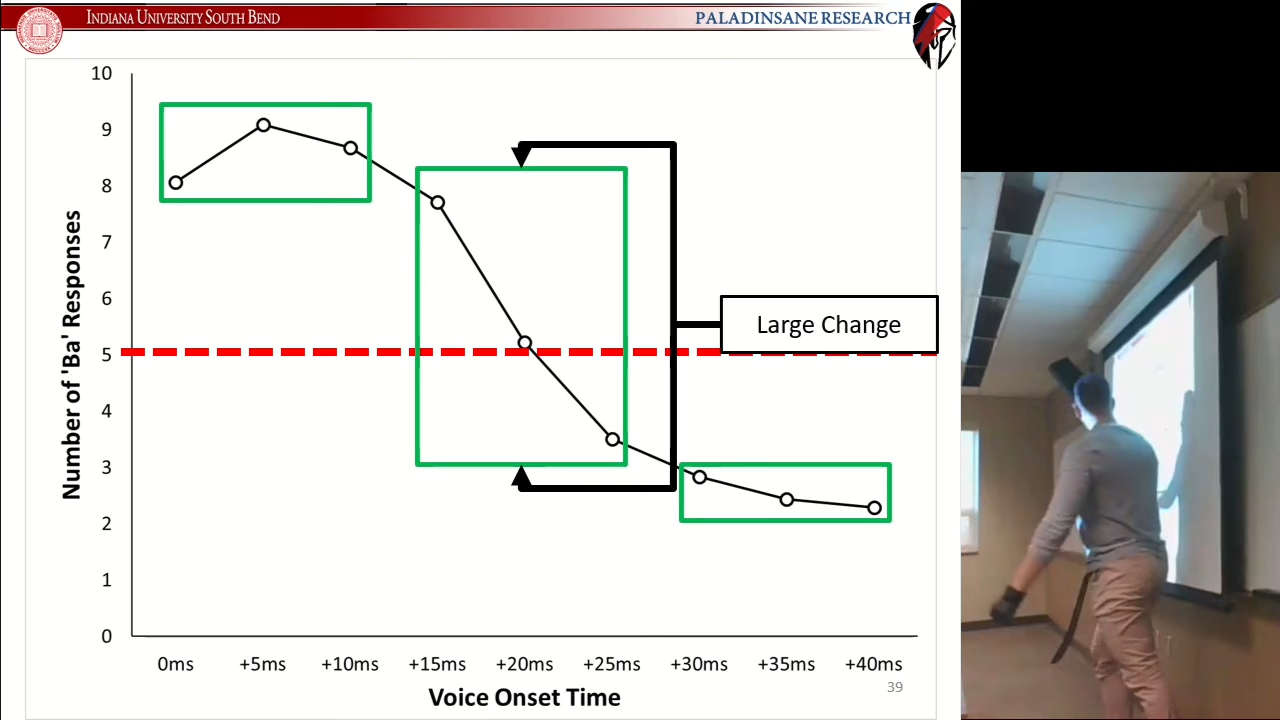 INDIANA UNIVERSITY SOUTH BEND
PALADINSANE RESEARCH
10
9
8
7
6
5
4
3
2
1
0
Number of 'Ba' Responses
Large Change
0ms +5ms +10ms +15ms +20ms +25ms +30ms +35ms +40ms
Voice Onset Time
39